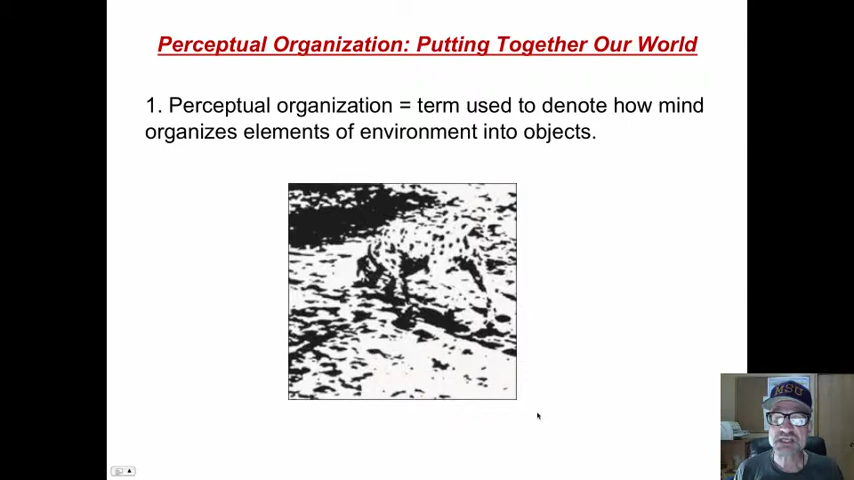 Perceptual Organization: Putting Together Our World
1. Perceptual organization = term used to denote how mind
organizes elements of environment into objects.
MSU